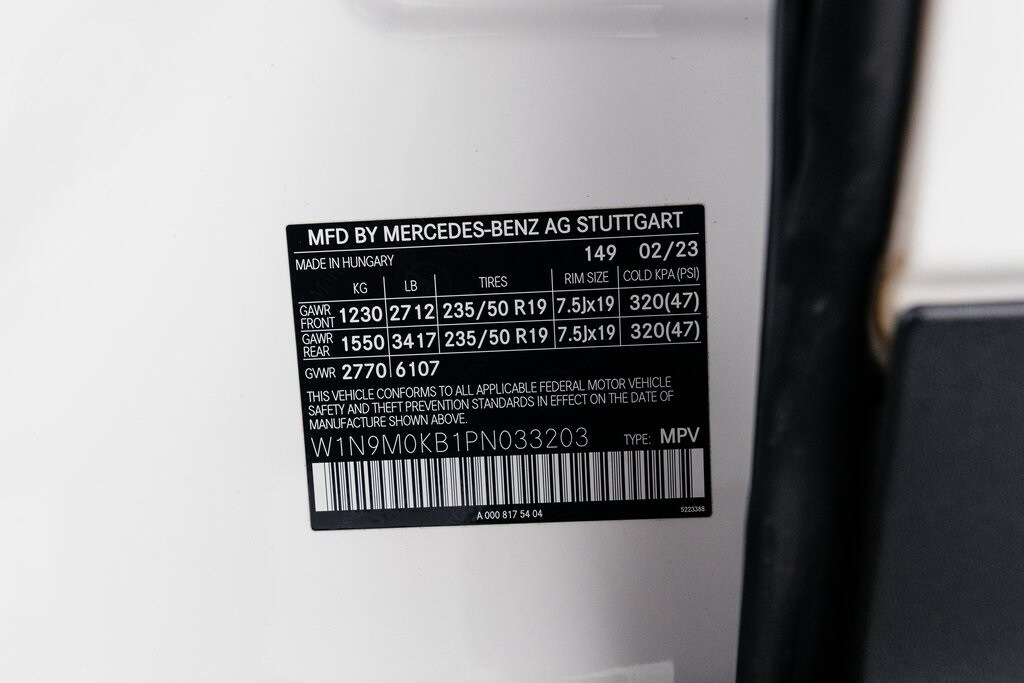 MFD BY MERCEDES-BENZ AG STUTTGART
MADE IN HUNGARY 149 02/23
KG LB TIRES RIM SIZE COLD KPA (PSI)
GAWR FRONT 1230 2712 235/50 R19 7.5Jx19 320(47)
GAWR REAR 1550 3417 235/50 R19 7.5Jx19 320(47)
GVWR 2770 6107
THIS VEHICLE CONFORMS TO ALL APPLICABLE FEDERAL MOTOR VEHICLE
SAFETY AND THEFT PREVENTION STANDARDS IN EFFECT ON THE DATE OF
MANUFACTURE SHOWN ABOVE.
W1N9M0KB1PN033203 TYPE: MPV
A 000 817 54 04 5223388